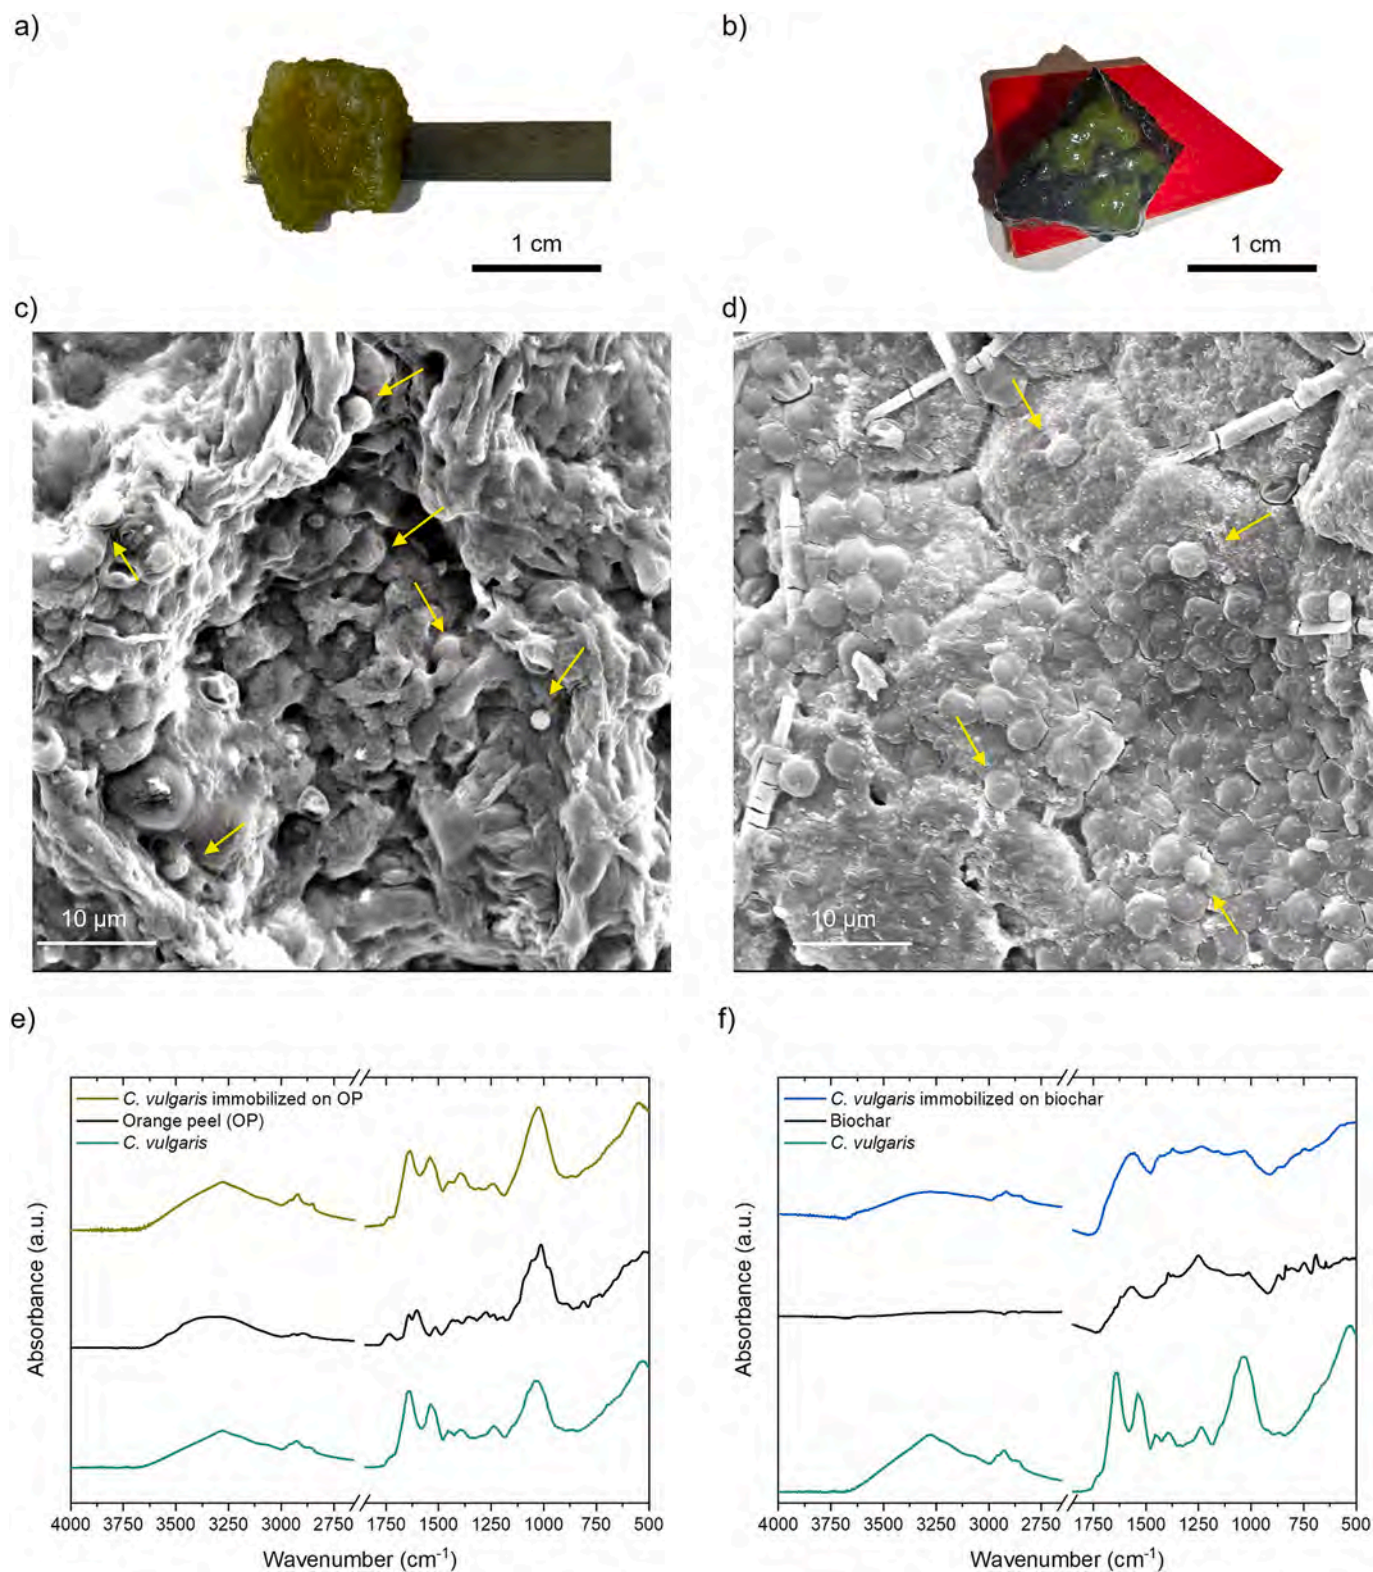 a)
b)
1 cm
1 cm
c)
d)
10 μm
10 μm
e)
f)
C. vulgaris immobilized on OP
Orange peel (OP)
C. vulgaris
Absorbance (a.u.)
4000 3750 3500 3250 3000 2750 1750 1500 1250 1000 750 500
Wavenumber (cm⁻¹)
C. vulgaris immobilized on biochar
Biochar
C. vulgaris
Absorbance (a.u.)
4000 3750 3500 3250 3000 2750 1750 1500 1250 1000 750 500
Wavenumber (cm⁻¹)